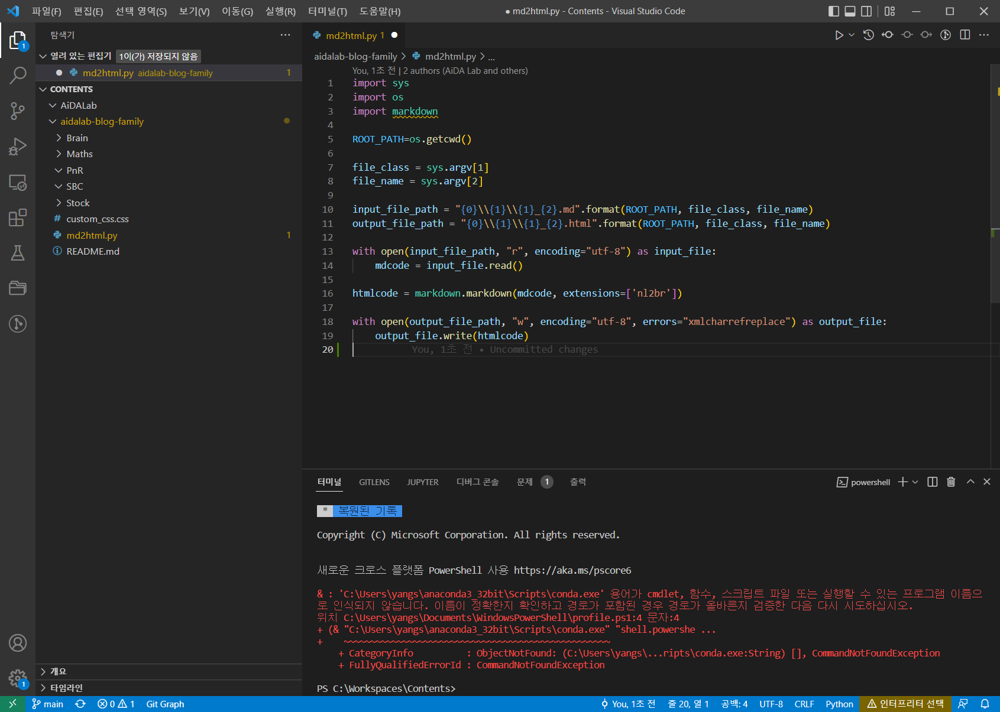 파일(F) 편집(E) 선택 영역(S) 보기(V) 이동(G) 실행(R) 터미널(T) 도움말(H)
● md2html.py - Contents - Visual Studio Code
탐색기
열려 있는 편집기 1이(가) 저장되지 않음
md2html.py aidalab-blog-family 1
CONTENTS
AiDALab
aidalab-blog-family
Brain
Maths
PnR
SBC
Stock
# custom_css.css
md2html.py 1
README.md
개요
타임라인
1
1
md2html.py 1
aidalab-blog-family > md2html.py > ...
You, 1초 전 | 2 authors (AiDA Lab and others)
1 import sys
2 import os
3 import markdown
4
5 ROOT_PATH=os.getcwd()
6
7 file_class = sys.argv[1]
8 file_name = sys.argv[2]
9
10 input_file_path = "{0}\\{1}\\{1}_{2}.md".format(ROOT_PATH, file_class, file_name)
11 output_file_path = "{0}\\{1}\\{1}_{2}.html".format(ROOT_PATH, file_class, file_name)
12
13 with open(input_file_path, "r", encoding="utf-8") as input_file:
14 mdcode = input_file.read()
15
16 htmlcode = markdown.markdown(mdcode, extensions=['nl2br'])
17
18 with open(output_file_path, "w", encoding="utf-8", errors="xmlcharrefreplace") as output_file:
19 output_file.write(htmlcode)
20 You, 1초 전 • Uncommitted changes
터미널 GITLENS JUPYTER 디버그 콘솔 문제 1 출력
powershell
* 복원된 기록
Copyright (C) Microsoft Corporation. All rights reserved.
새로운 크로스 플랫폼 PowerShell 사용 https://aka.ms/pscore6
& : 'C:\Users\yangs\anaconda3_32bit\Scripts\conda.exe' 용어가 cmdlet, 함수, 스크립트 파일 또는 실행할 수 있는 프로그램 이름으
로 인식되지 않습니다. 이름이 정확한지 확인하고 경로가 포함된 경우 경로가 올바른지 검증한 다음 다시 시도하십시오.
위치 C:\Users\yangs\Documents\WindowsPowerShell\profile.ps1:4 문자:4
+ (& "C:\Users\yangs\anaconda3_32bit\Scripts\conda.exe" "shell.powershe ...
+ ~~~~~~~~~~~~~~~~~~~~~~~~~~~~~~~~~~~~~~~~~~~~~~~~~~
+ CategoryInfo : ObjectNotFound: (C:\Users\yangs\...ripts\conda.exe:String) [], CommandNotFoundException
+ FullyQualifiedErrorId : CommandNotFoundException
PS C:\Workspaces\Contents>
main 0 1 Git Graph
You, 1초 전 줄 20, 열 1 공백: 4 UTF-8 CRLF Python 인터프리터 선택